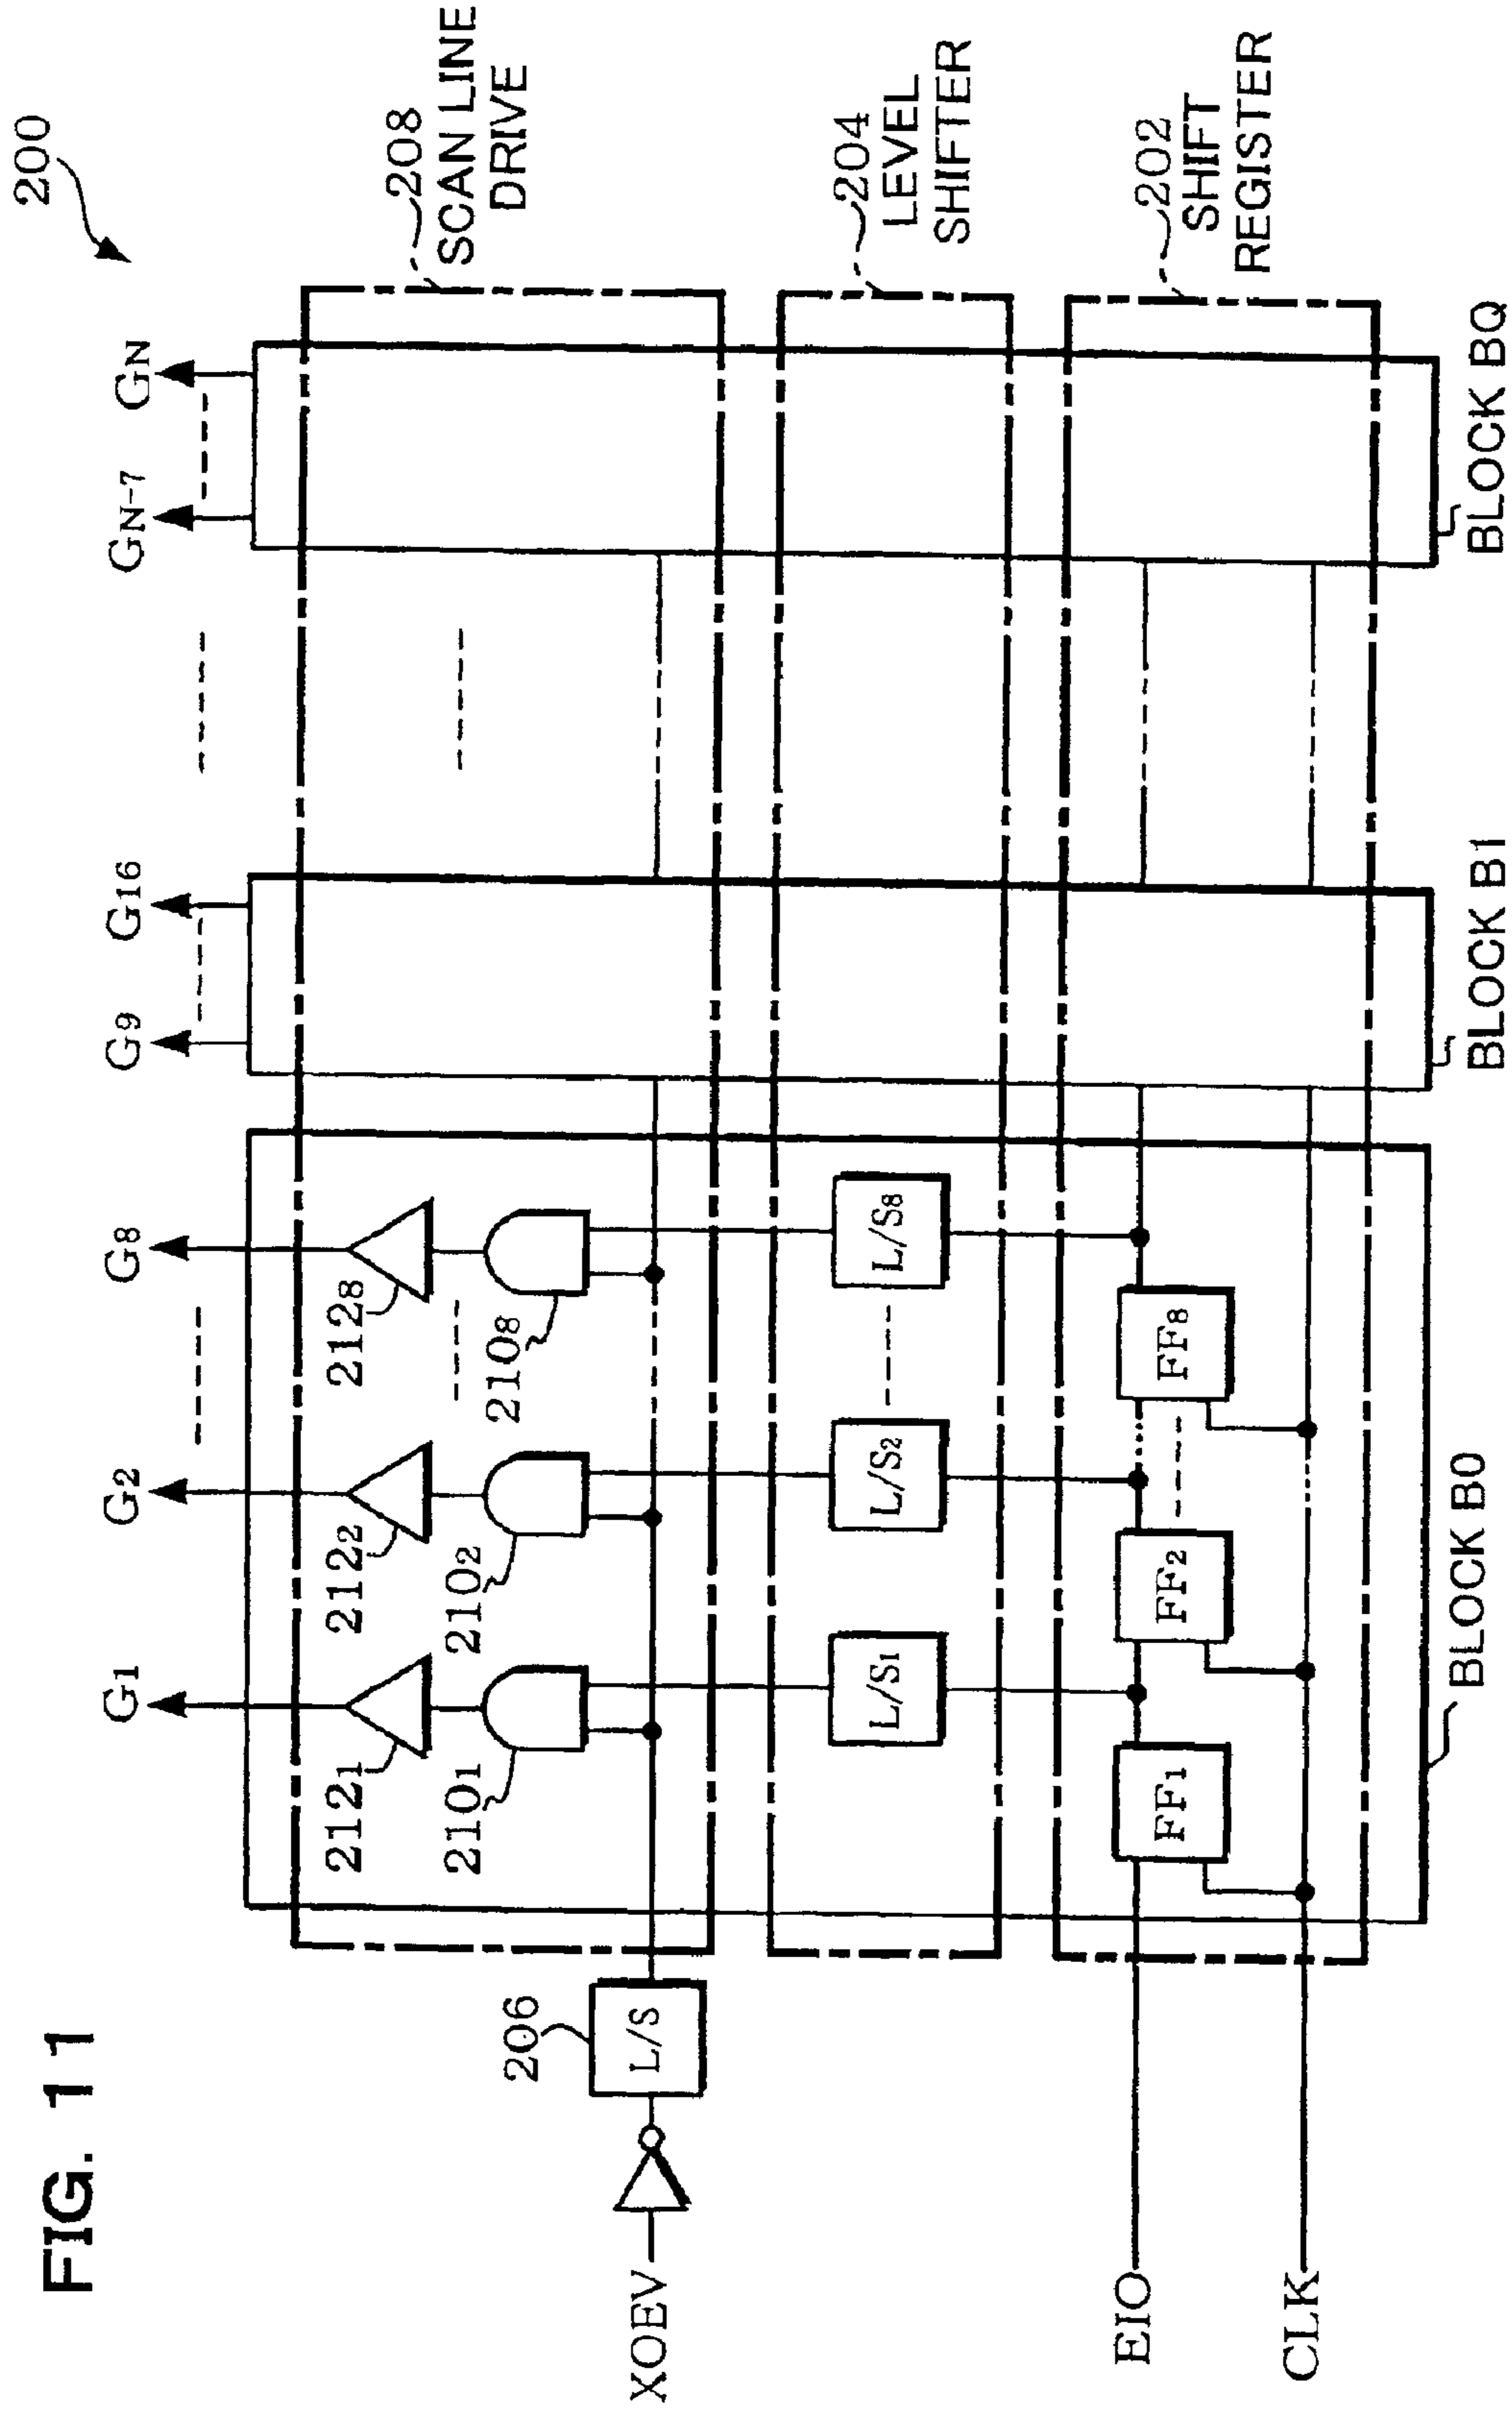 FIG. 11
200
G1
G2
G8
G9
G16
GN-7
GN
208
SCAN LINE
DRIVE
2121
2122
2128
2101
2102
2108
XOEV
206
L/S
204
LEVEL
SHIFTER
L/S1
L/S2
L/S8
202
SHIFT
REGISTER
EIO
FF1
FF2
FF8
CLK
BLOCK B0
BLOCK B1
BLOCK BQ